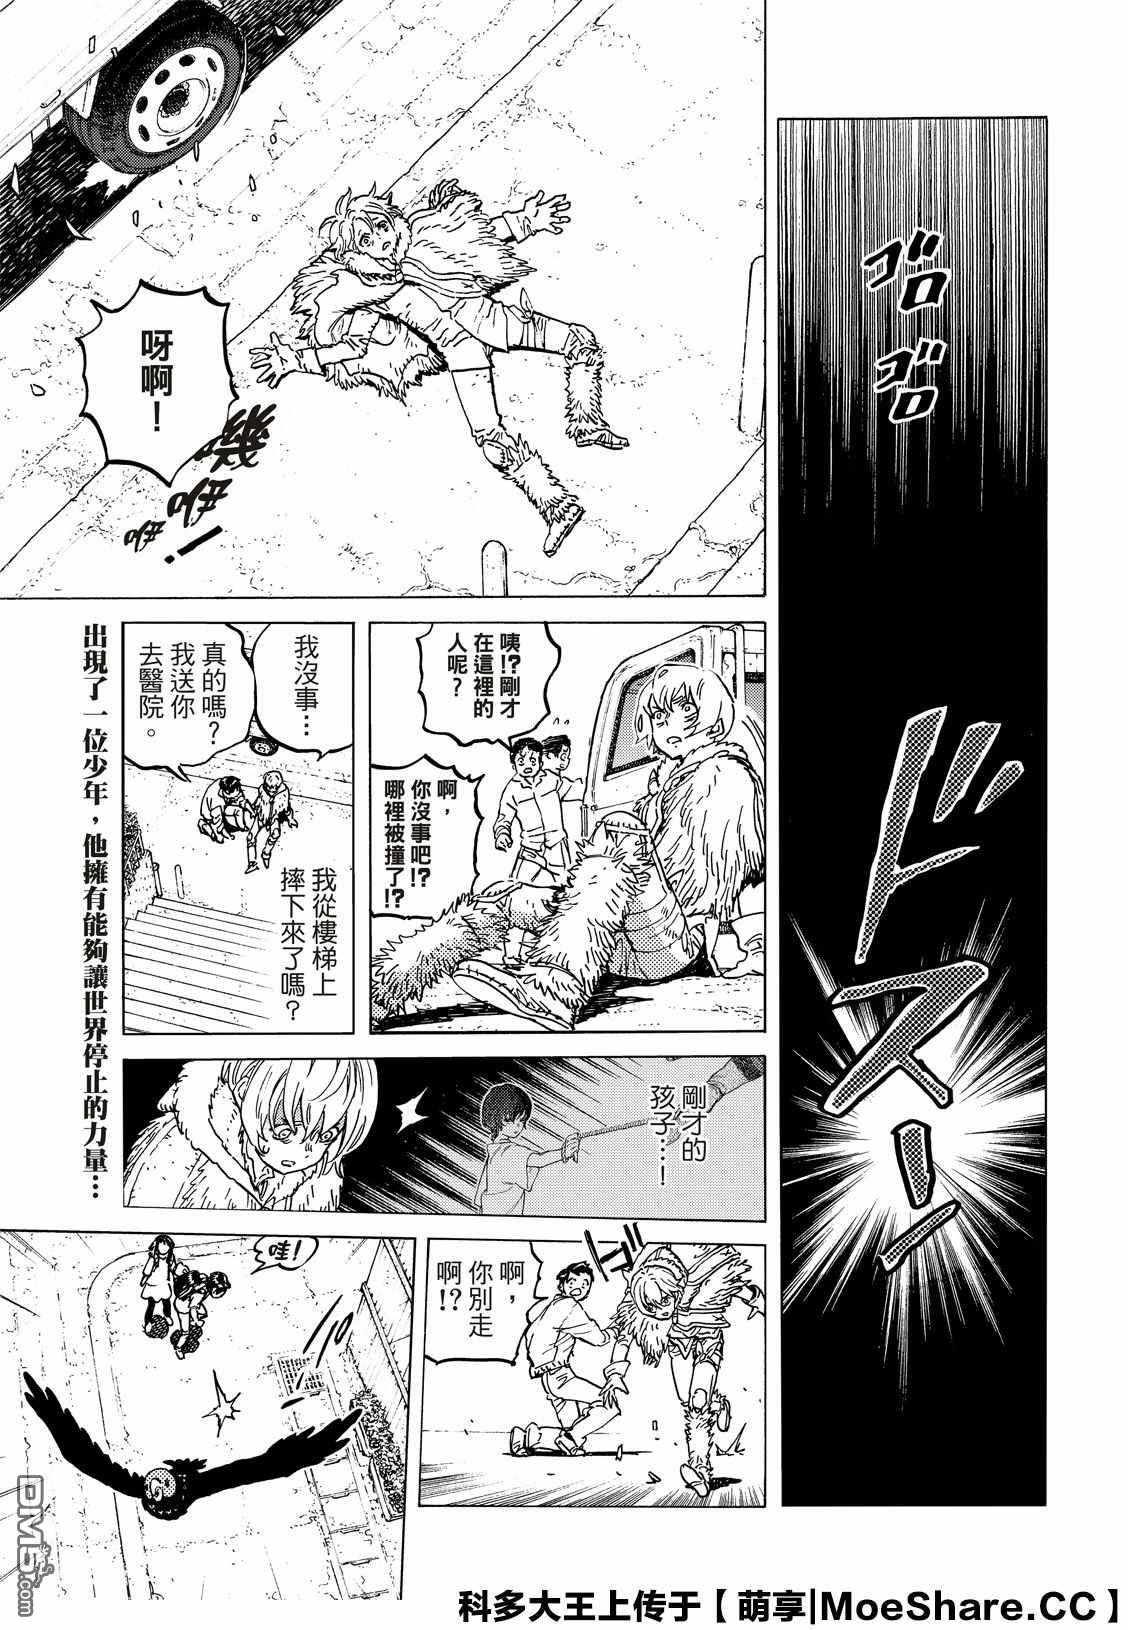 ゴロ
ゴロ
ドスーン
呀啊！
嘰
咦!?剛才
在這裡的
人呢？
啊，
你沒事吧!?
哪裡被撞了!?
我沒事…
真的嗎？
我送你
去醫院。
我從樓梯上
摔下來了嗎？
剛才的
孩子…！
啊，
你別走
啊!?
哇！
出現了一位少年，他擁有能夠讓世界停止的力量…
DM5
科多大王上传于【萌享|MoeShare.CC】